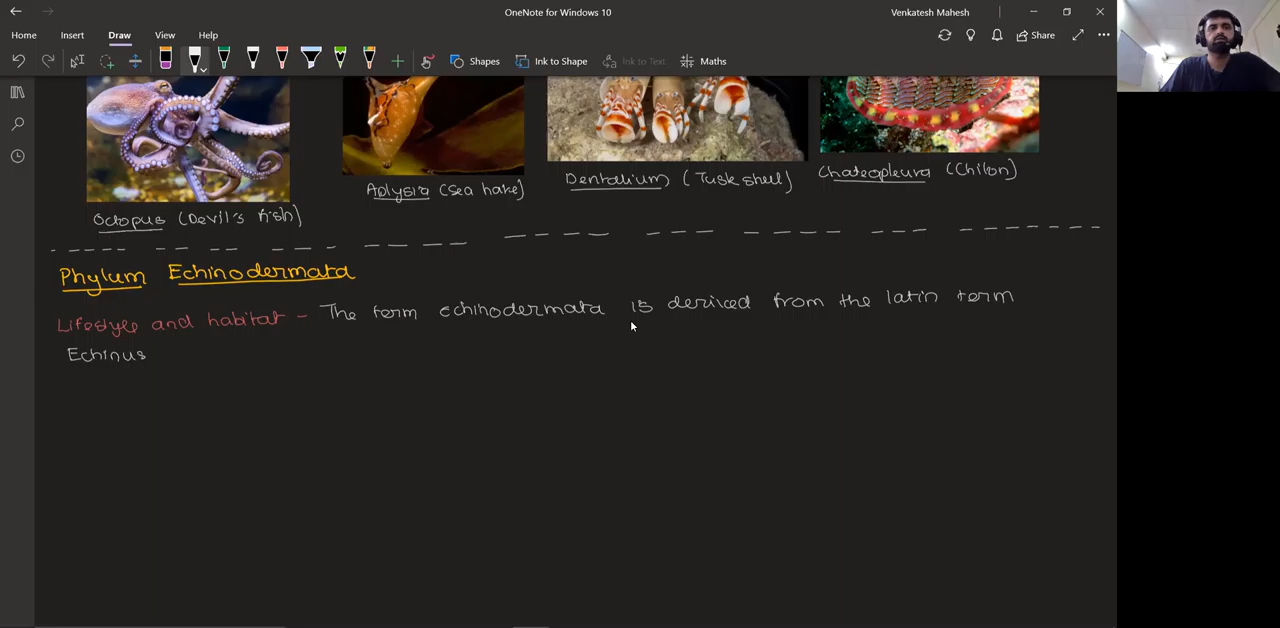 OneNote for Windows 10
Venkatesh Mahesh
Home Insert Draw View Help
Share
Shapes Ink to Shape Ink to Text Maths
Octopus (Devil's Fish)
Aplysia (Sea hare)
Dentalium (Tusk shell)
Chateopleura (Chiton)
Phylum Echinodermata
Lifestyle and habitat - The term echinodermata is derived from the latin term
Echinus